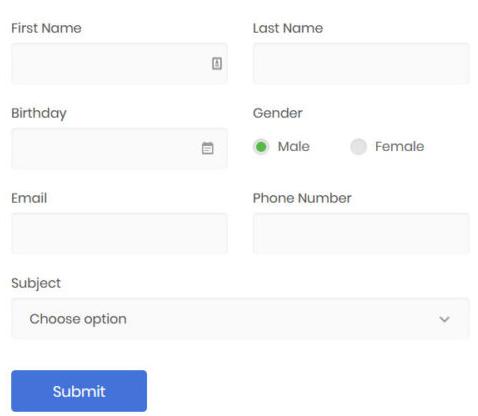 First Name Last Name
Birthday Gender
Male Female
Email Phone Number
Subject
Choose option
Submit